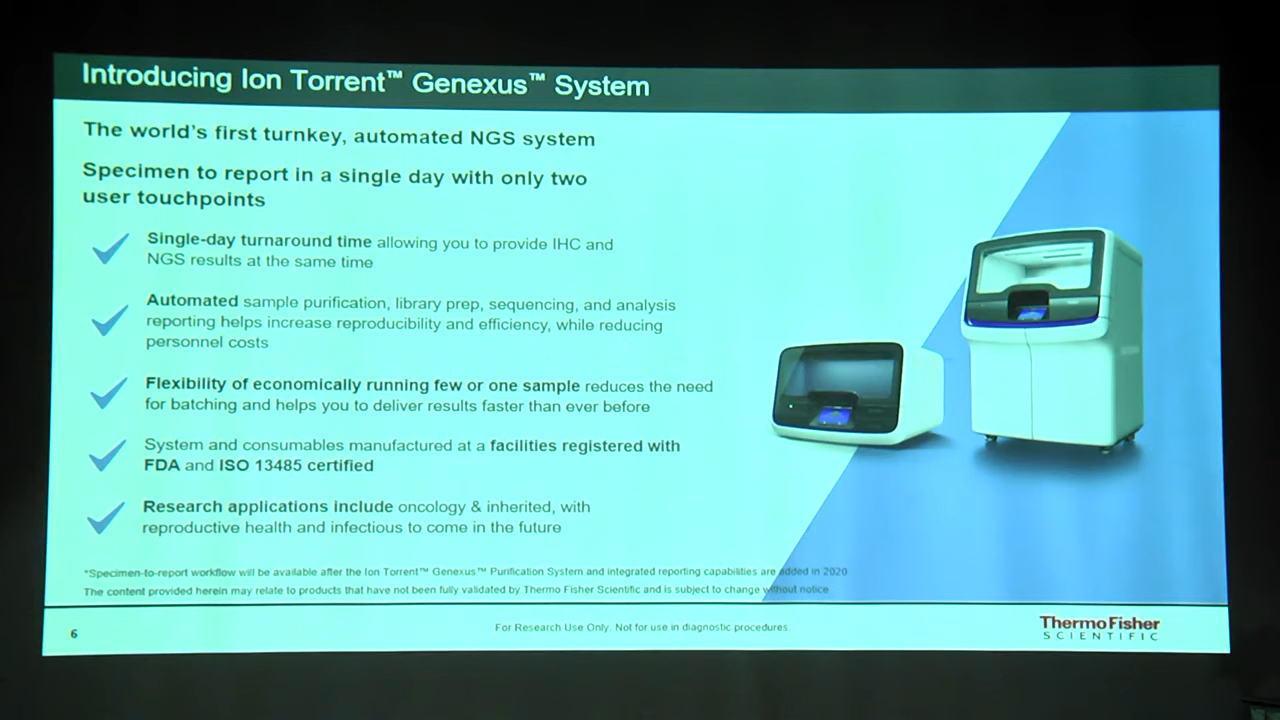 Introducing Ion Torrent™ Genexus™ System
The world's first turnkey, automated NGS system
Specimen to report in a single day with only two
user touchpoints
Single-day turnaround time allowing you to provide IHC and
NGS results at the same time
Automated sample purification, library prep, sequencing, and analysis
reporting helps increase reproducibility and efficiency, while reducing
personnel costs
Flexibility of economically running few or one sample reduces the need
for batching and helps you to deliver results faster than ever before
System and consumables manufactured at a facilities registered with
FDA and ISO 13485 certified
Research applications include oncology & inherited, with
reproductive health and infectious to come in the future
*Specimen-to-report workflow will be available after the Ion Torrent™ Genexus™ Purification System and integrated reporting capabilities are added in 2020
The content provided herein may relate to products that have not been fully validated by Thermo Fisher Scientific and is subject to change without notice
6
For Research Use Only. Not for use in diagnostic procedures.
ThermoFisher
SCIENTIFIC